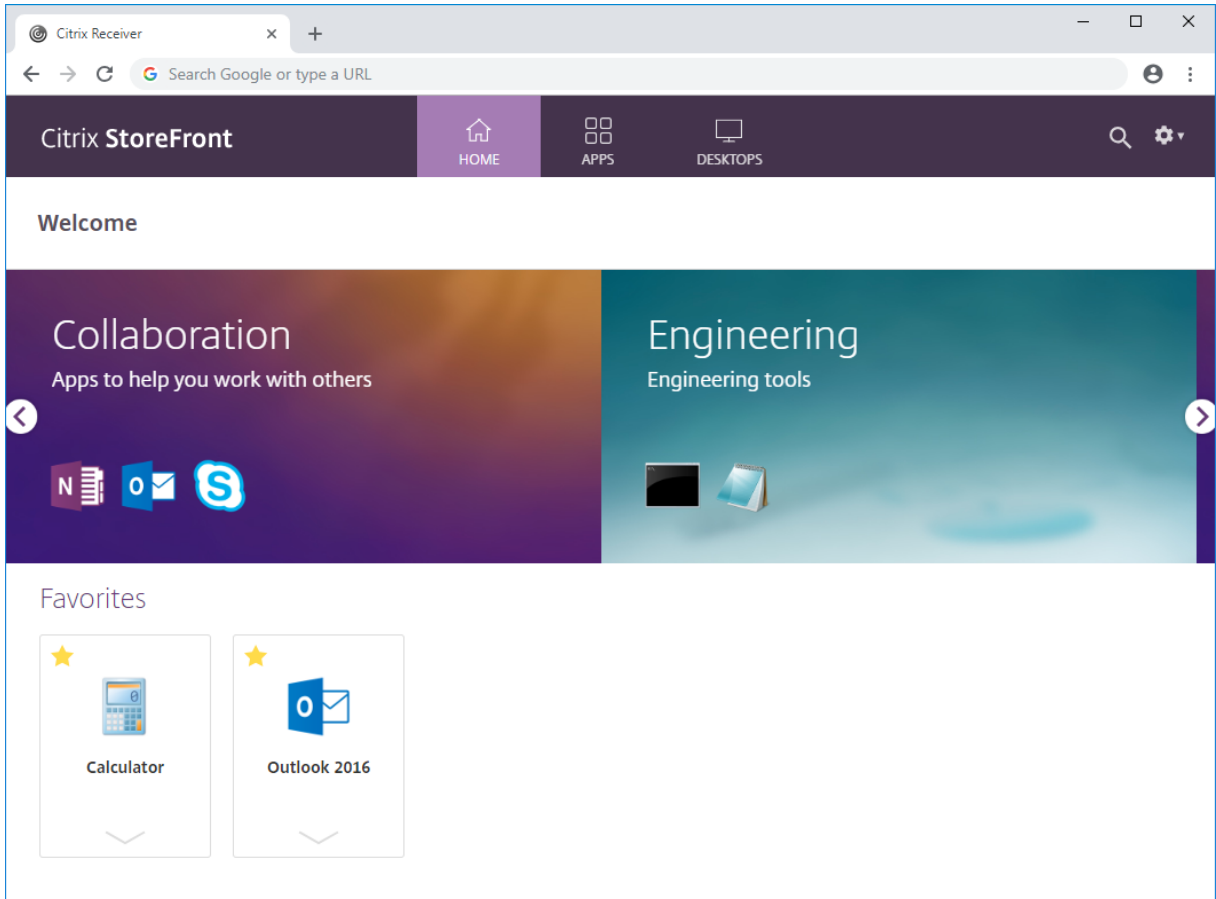 Citrix Receiver
Search Google or type a URL
Citrix StoreFront
HOME
APPS
DESKTOPS
Welcome
Collaboration
Apps to help you work with others
Engineering
Engineering tools
N
O
S
Favorites
0
O
Calculator
Outlook 2016